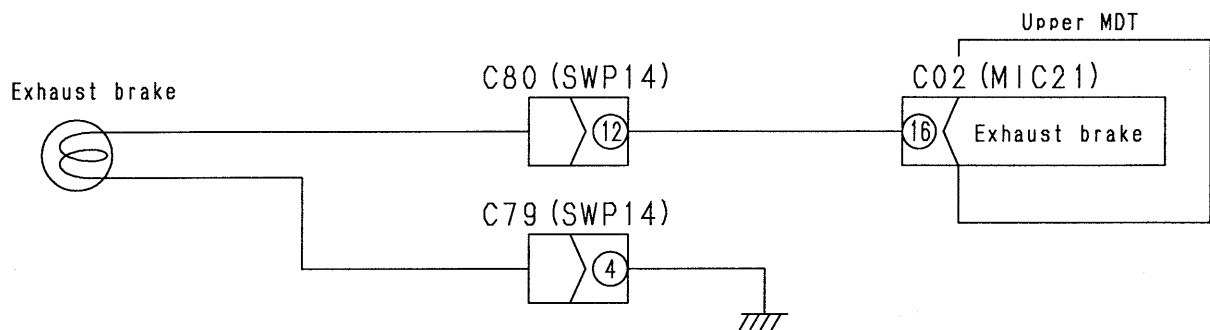 Upper MDT
C80 (SWP14)
C02 (MIC21)
Exhaust brake
12
16
Exhaust brake
C79 (SWP14)
4